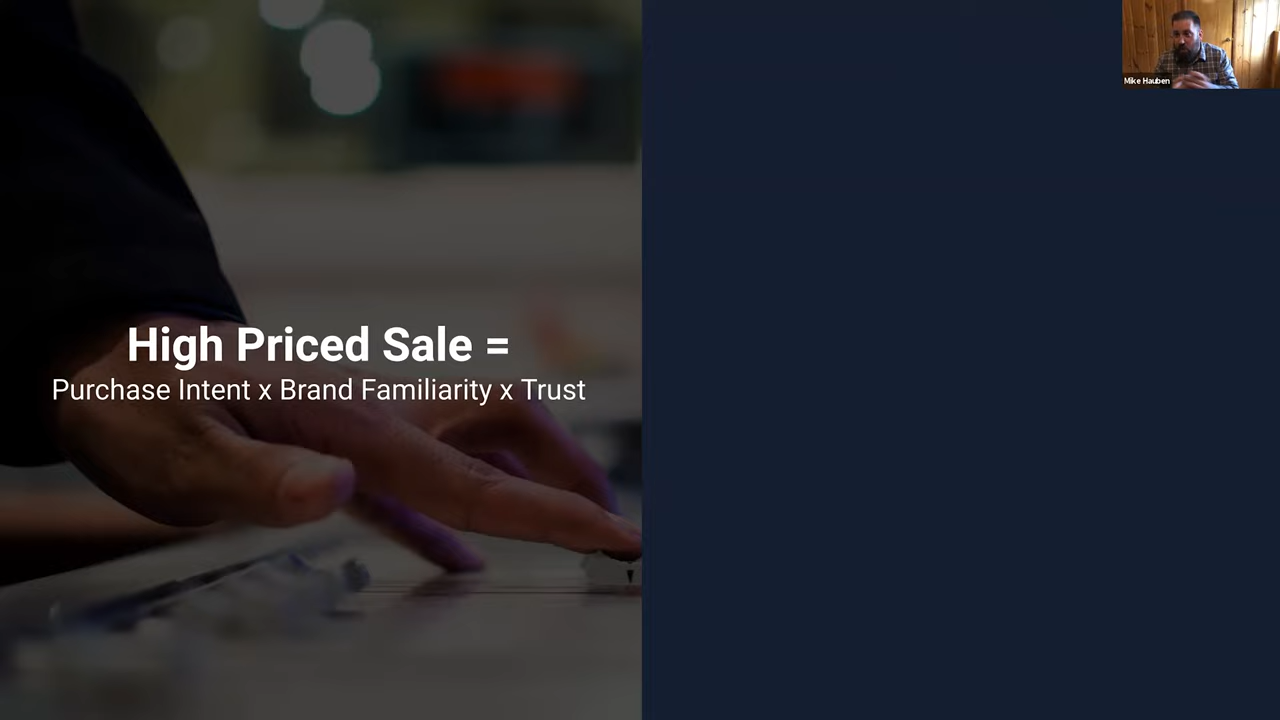 Mike Hauben
High Priced Sale =
Purchase Intent x Brand Familiarity x Trust